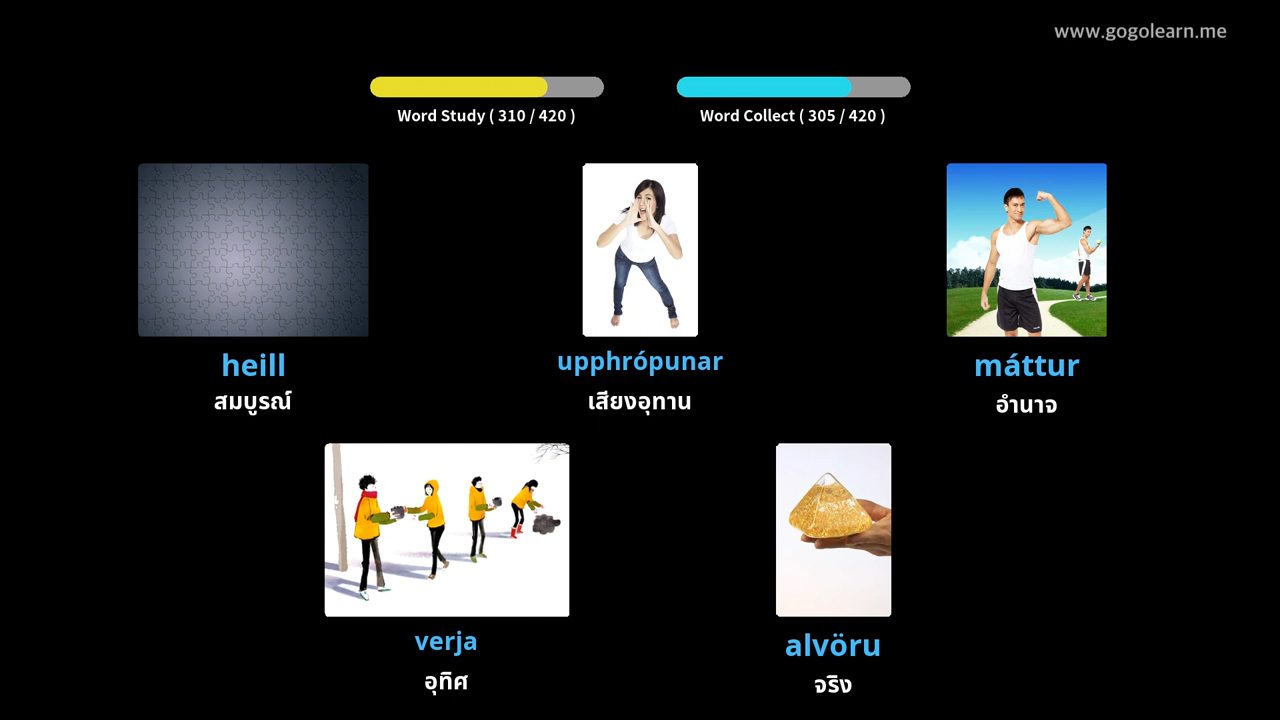 www.gogolearn.me
Word Study ( 310 / 420 )
Word Collect ( 305 / 420 )
heill
สมบูรณ์
upphrópunar
เสียงอุทาน
máttur
อำนาจ
verja
อุทิศ
alvöru
จริง